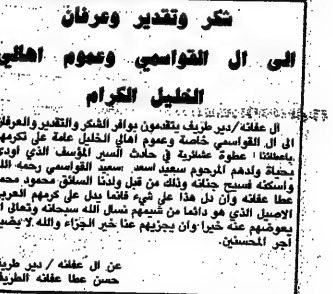 شكر وتقدير وعرفان
الى ال القواسمي وعموم اهالي
الخليل الكرام
ال عفانه/دير طريف يتقدمون بوافر الشكر والتقدير والعرفان
الى ال القواسمي خاصة وعموم اهالي الخليل عامة على تكرمهم
باعطائنا عطوة عشائرية في حادث السير المؤسف الذي اودى
بحياة ولدهم المرحوم سعيد اسعد سعيد القواسمي رحمه الله
وأسكنه فسيح جنانه وذلك من قبل ولدنا السائق محمود محمد
عطا عفانه وان دل هذا على شيء فانما يدل على كرمهم العربي
الاصيل الذي هو دائما من شيمهم نسأل الله سبحانه وتعالى ان
يعوضهم عنه خيرا وان يجزيهم عنا خير الجزاء والله لا يضيع
اجر المحسنين.
عن ال عفانه / دير طريف
حسن عطا عفانه الطريفي